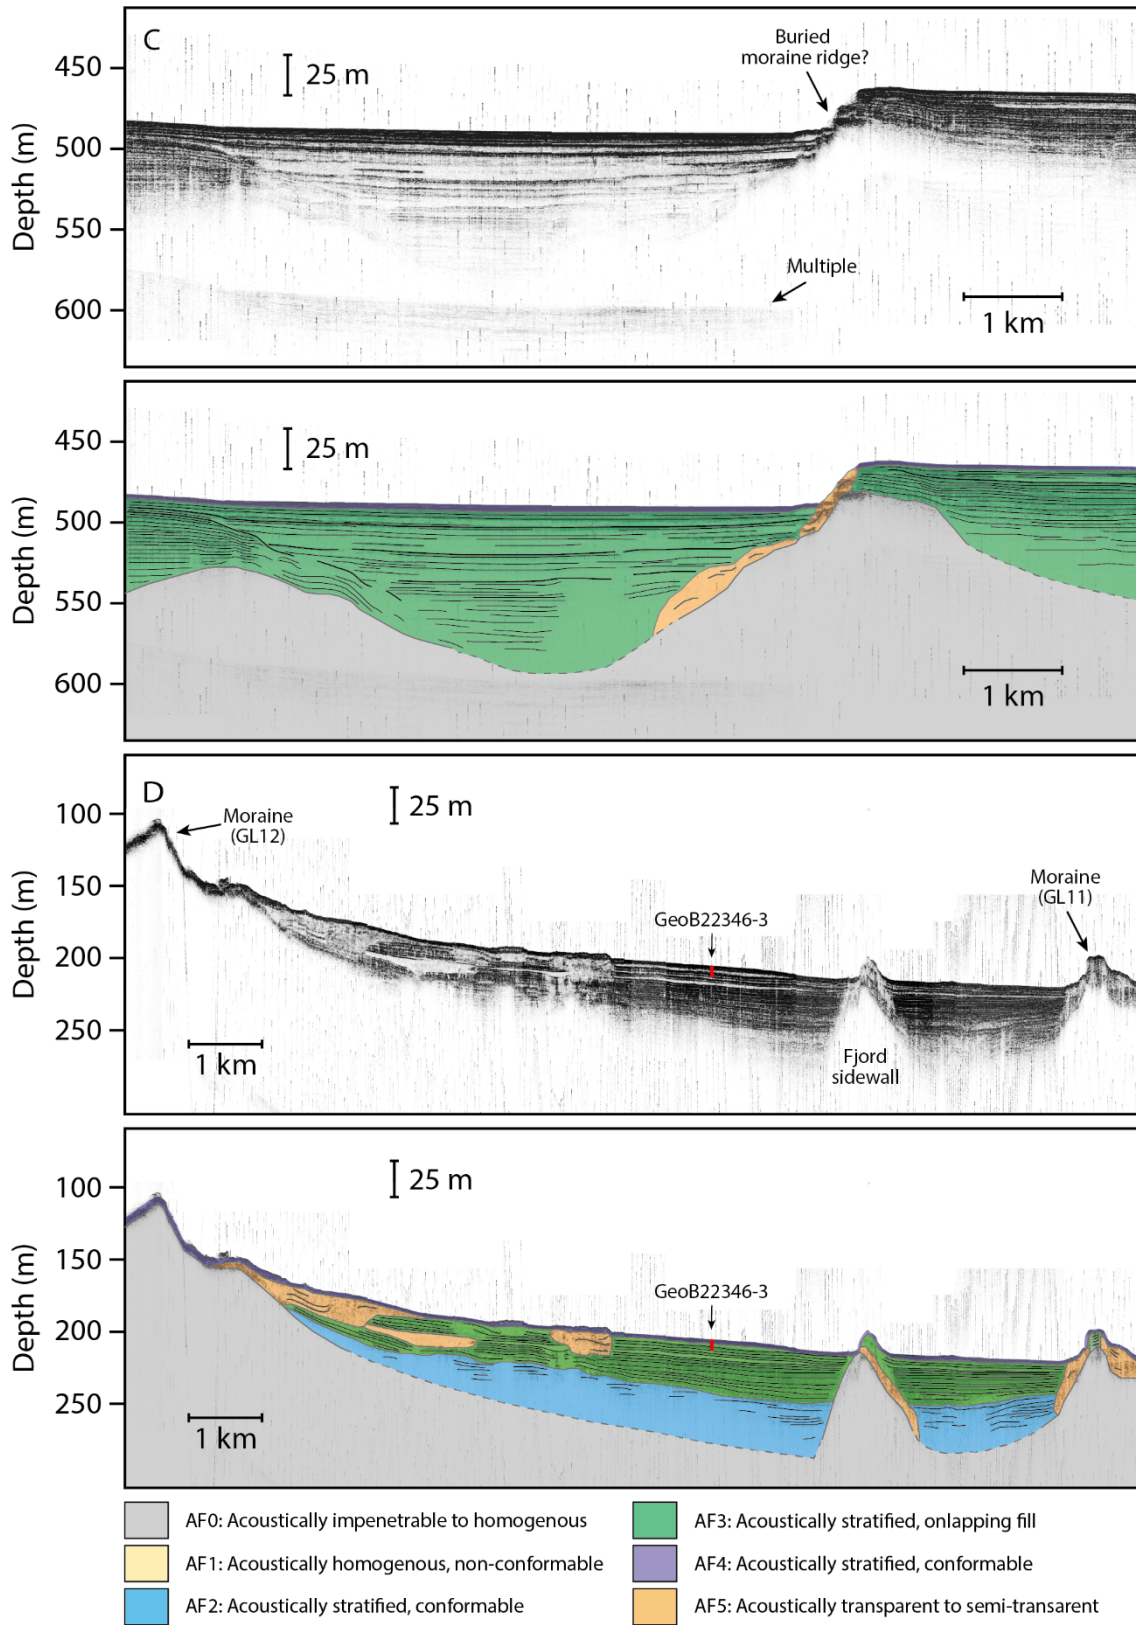 C
25 m
Buried
moraine ridge?
450
500
550
600
Depth (m)
Multiple
1 km
25 m
450
500
550
600
Depth (m)
1 km
D
25 m
Moraine
(GL12)
Moraine
(GL11)
GeoB22346-3
100
150
200
250
Depth (m)
1 km
Fjord
sidewall
25 m
100
150
200
250
Depth (m)
GeoB22346-3
1 km
AF0: Acoustically impenetrable to homogenous
AF1: Acoustically homogenous, non-conformable
AF2: Acoustically stratified, conformable
AF3: Acoustically stratified, onlapping fill
AF4: Acoustically stratified, conformable
AF5: Acoustically transparent to semi-transarent